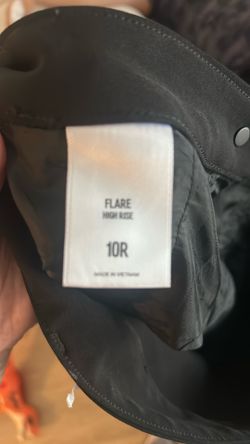 FLARE
HIGH RISE
10R
MADE IN VIETNAM